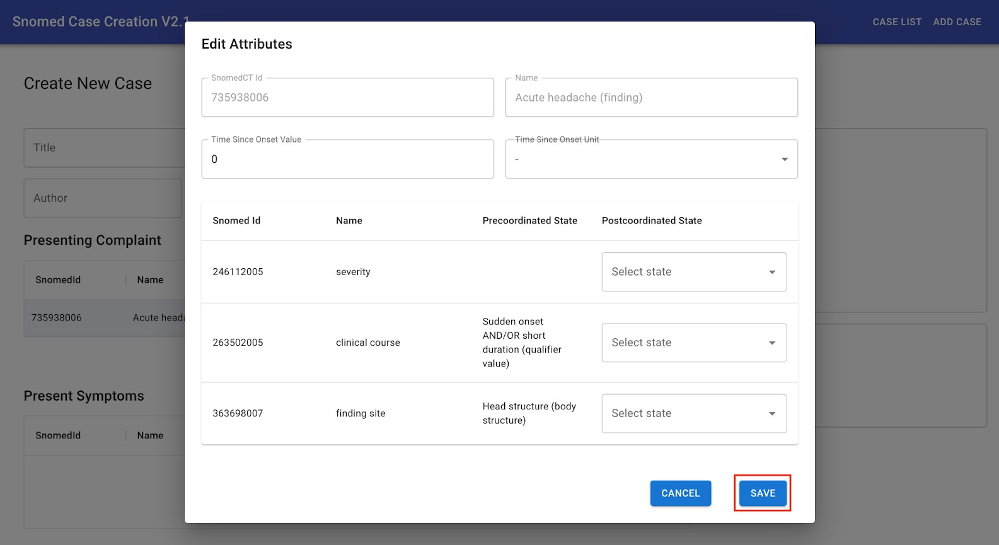 Snomed Case Creation V2.1
CASE LIST
ADD CASE
Create New Case
Title
Author
Presenting Complaint
SnomedId
Name
735938006
Acute heada
Present Symptoms
SnomedId
Name
Edit Attributes
SnomedCT Id
735938006
Name
Acute headache (finding)
Time Since Onset Value
0
Time Since Onset Unit
-
Snomed Id
Name
Precoordinated State
Postcoordinated State
246112005
severity
Select state
263502005
clinical course
Sudden onset
AND/OR short
duration (qualifier
value)
Select state
363698007
finding site
Head structure (body
structure)
Select state
CANCEL
SAVE